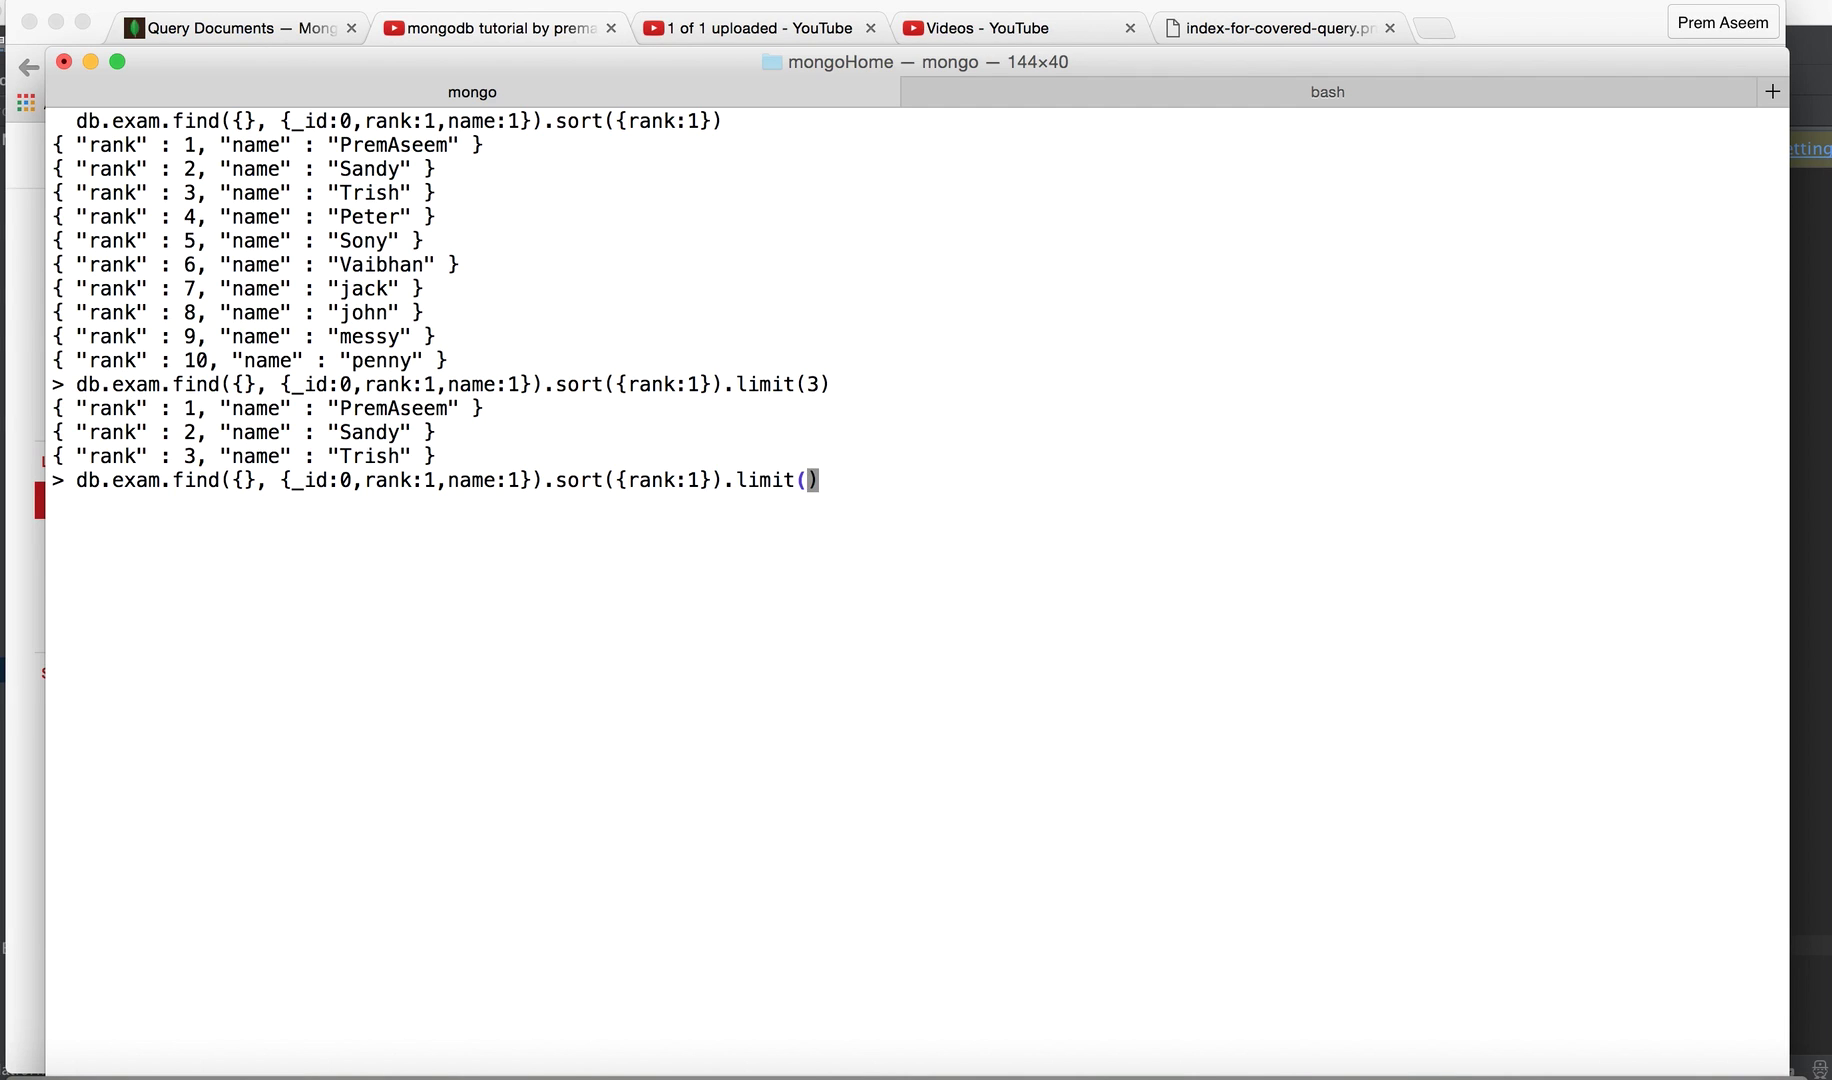 Query Documents — Mong
mongodb tutorial by prema
1 of 1 uploaded - YouTube
Videos - YouTube
index-for-covered-query.pn
Prem Aseem
mongoHome — mongo — 144×40
mongo
bash
db.exam.find({}, {_id:0,rank:1,name:1}).sort({rank:1})
{ "rank" : 1, "name" : "PremAseem" }
{ "rank" : 2, "name" : "Sandy" }
{ "rank" : 3, "name" : "Trish" }
{ "rank" : 4, "name" : "Peter" }
{ "rank" : 5, "name" : "Sony" }
{ "rank" : 6, "name" : "Vaibhan" }
{ "rank" : 7, "name" : "jack" }
{ "rank" : 8, "name" : "john" }
{ "rank" : 9, "name" : "messy" }
{ "rank" : 10, "name" : "penny" }
> db.exam.find({}, {_id:0,rank:1,name:1}).sort({rank:1}).limit(3)
{ "rank" : 1, "name" : "PremAseem" }
{ "rank" : 2, "name" : "Sandy" }
{ "rank" : 3, "name" : "Trish" }
> db.exam.find({}, {_id:0,rank:1,name:1}).sort({rank:1}).limit()
etting